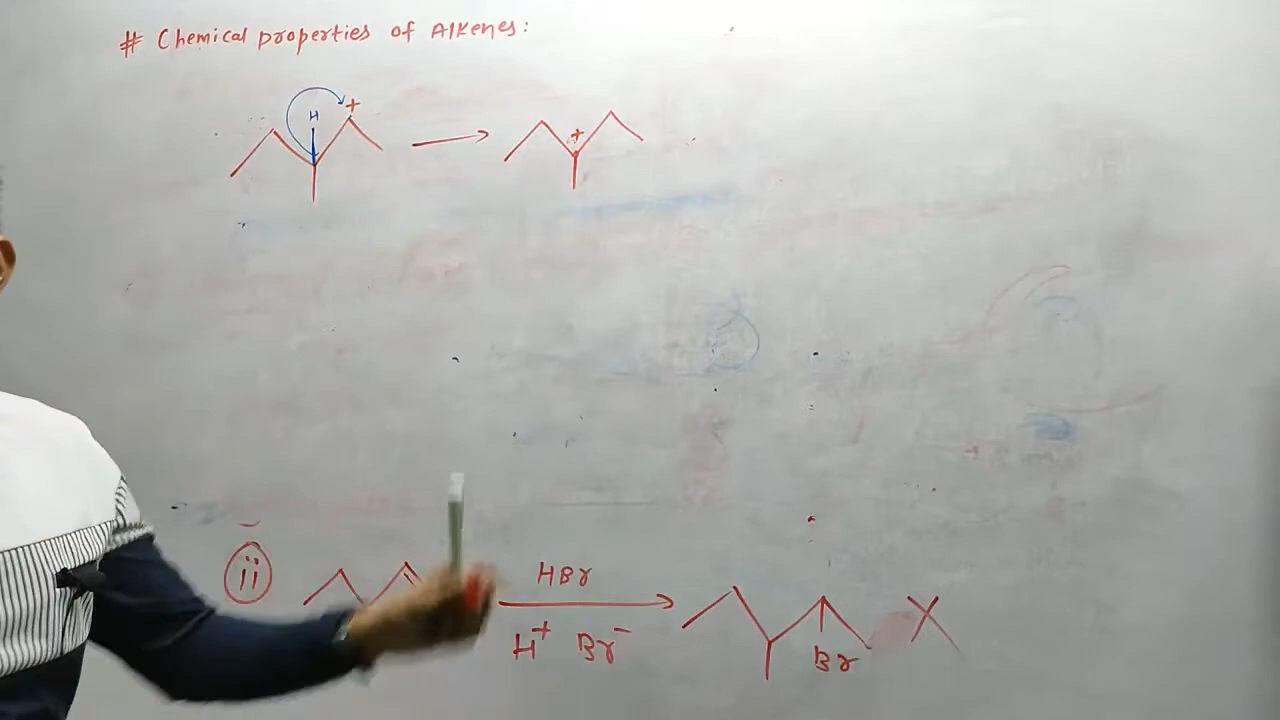 # Chemical properties of Alkenes:
H +
+
ii HBr
H+ Br- Br X